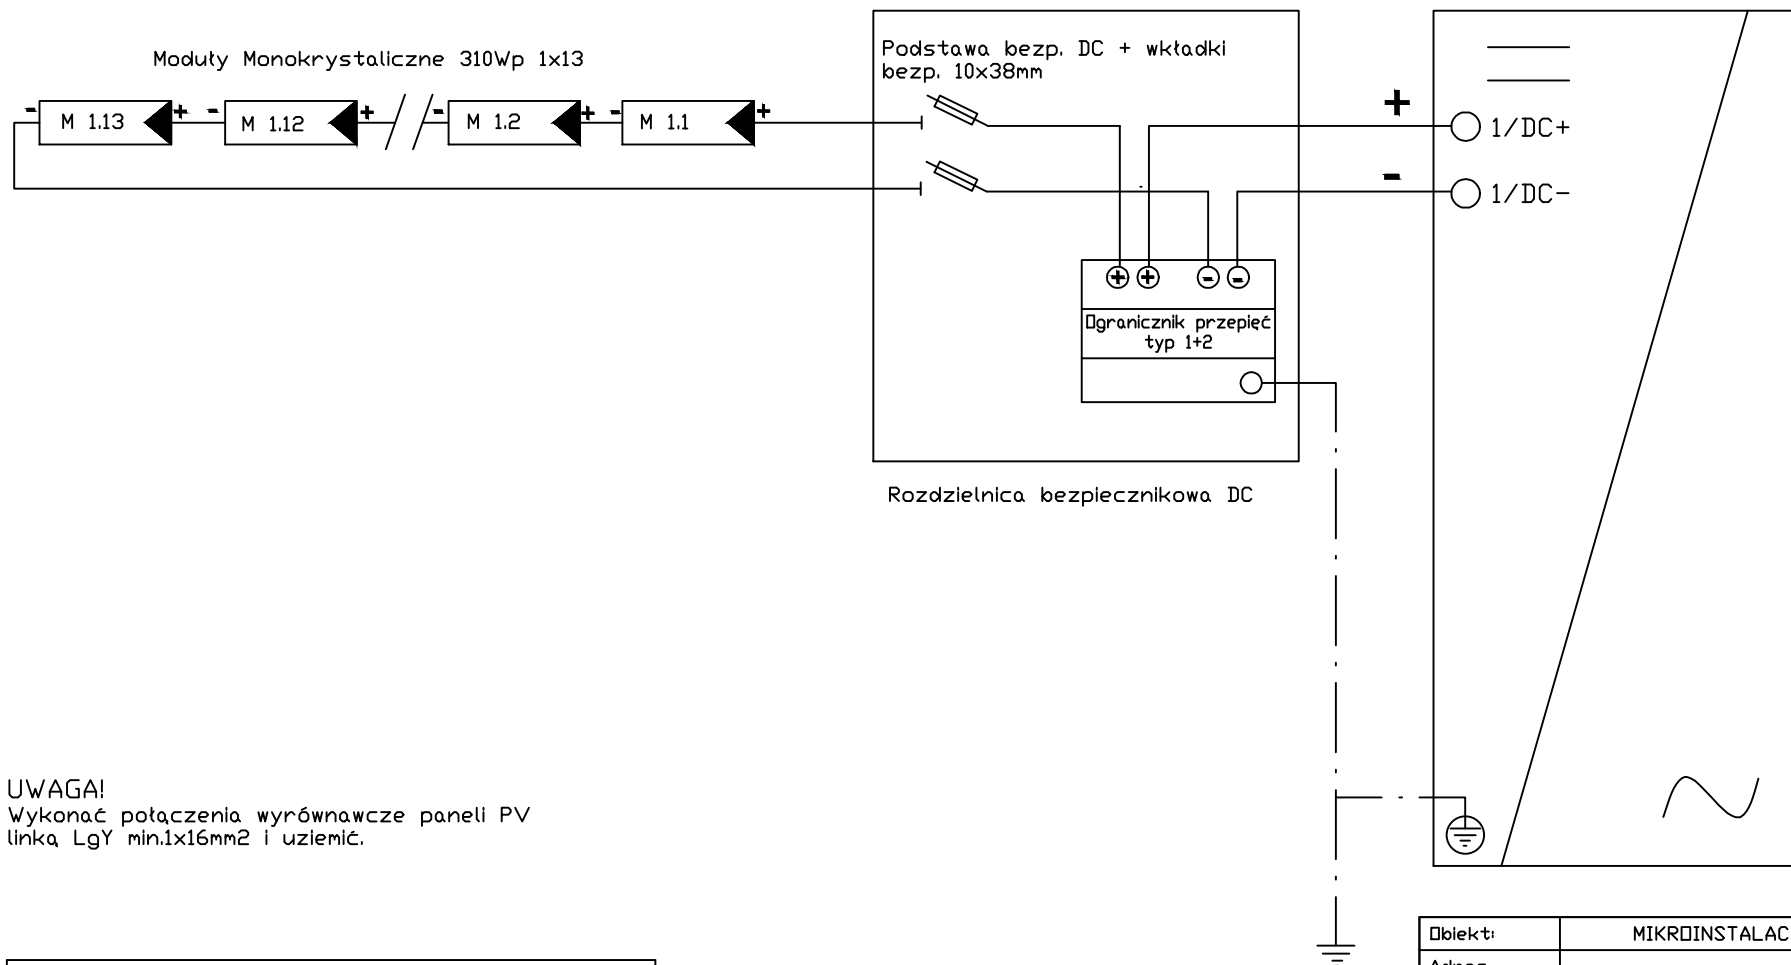 Moduły Monokrystaliczne 310Wp 1x13
- M 1.13 + - M 1.12 + - M 1.2 + - M 1.1 +
Podstawa bezp. DC + wkładki
bezp. 10x38mm
+ 1/DC+
- 1/DC-
+ + - -
Ogranicznik przepięć
typ 1+2
Rozdzielnica bezpiecznikowa DC
UWAGA!
Wykonać połączenia wyrównawcze paneli PV
linką LgY min.1x16mm2 i uziemić.
Obiekt: MIKROINSTALAC